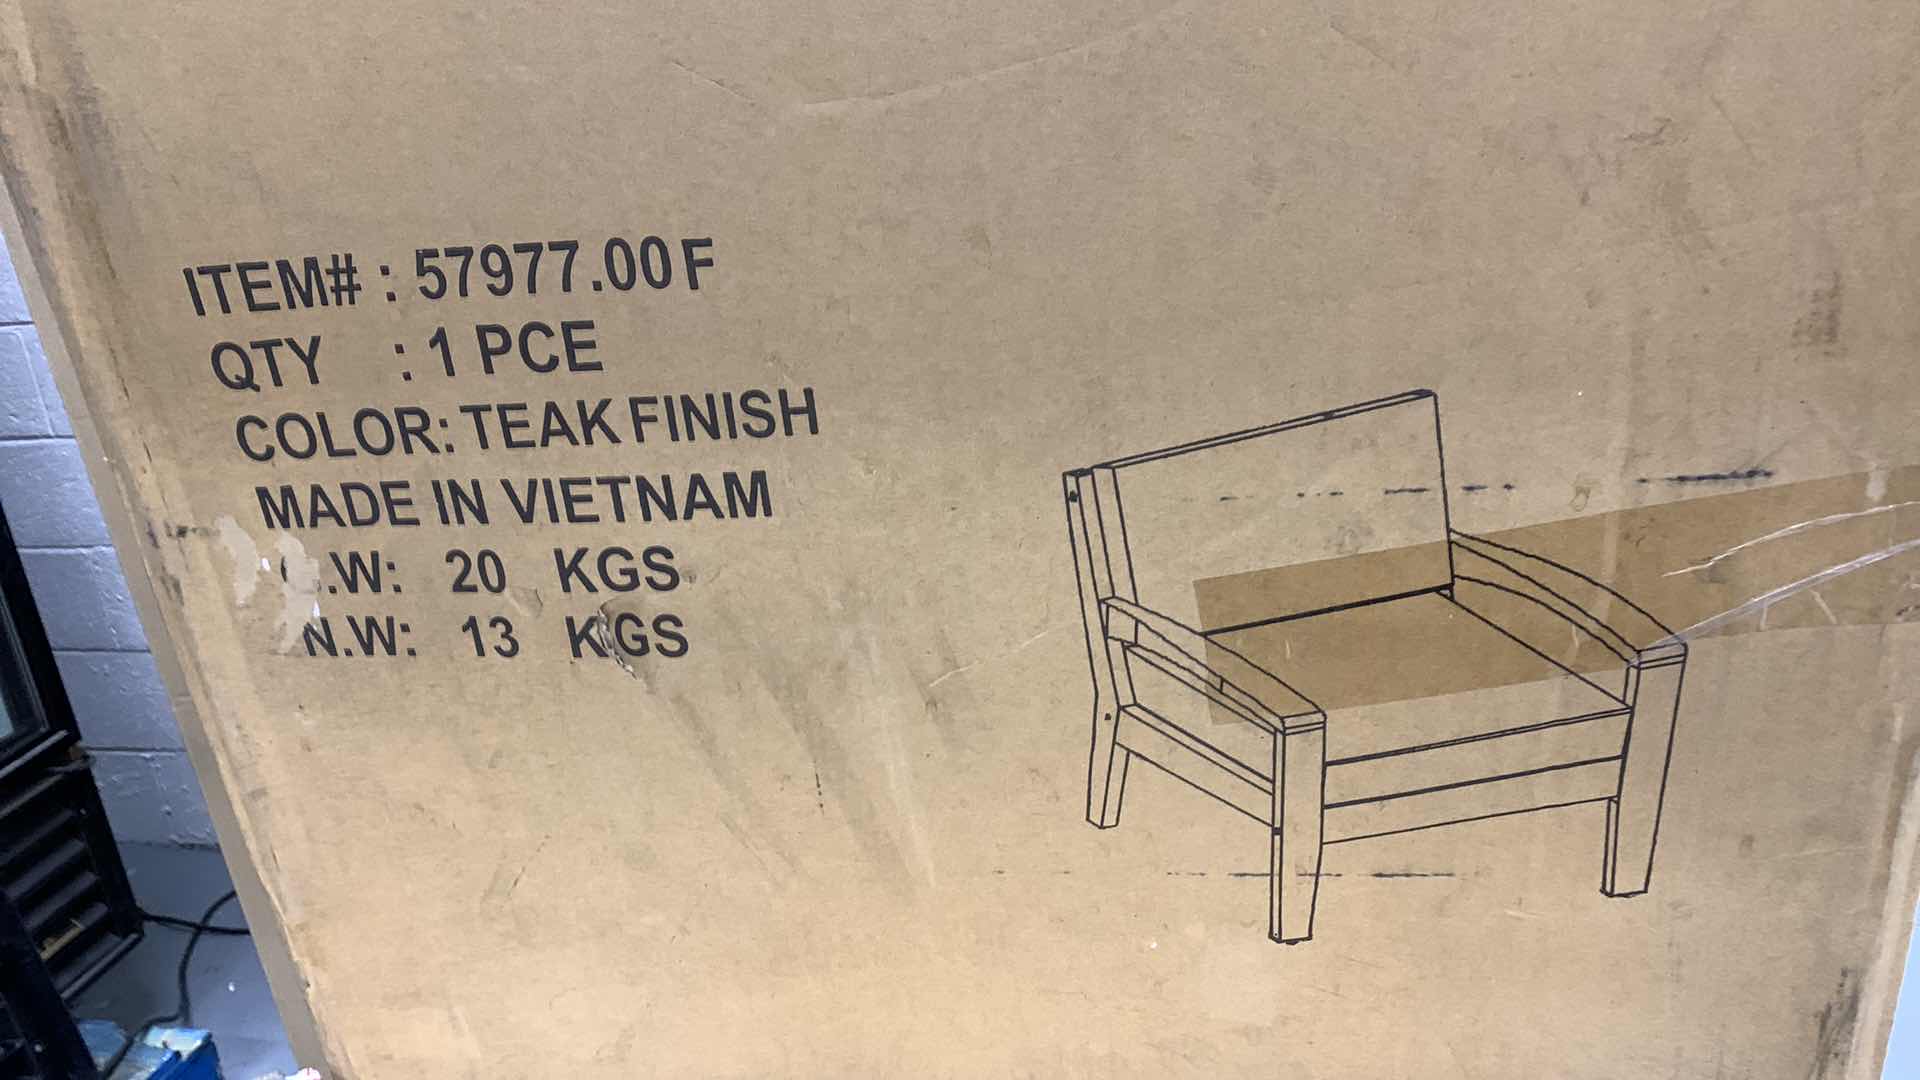 ITEM# : 57977.00F
QTY : 1 PCE
COLOR: TEAK FINISH
MADE IN VIETNAM
.W: 20 KGS
N.W: 13 KGS